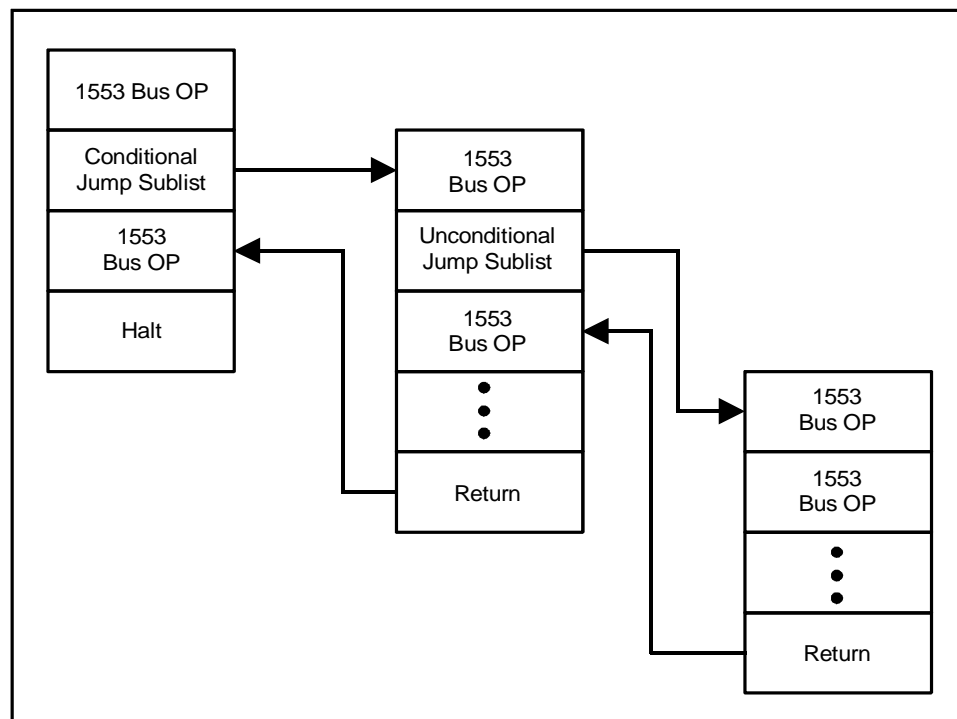 1553 Bus OP
Conditional
Jump Sublist
1553
Bus OP
Halt
1553
Bus OP
Unconditional
Jump Sublist
1553
Bus OP
Return
1553
Bus OP
1553
Bus OP
Return